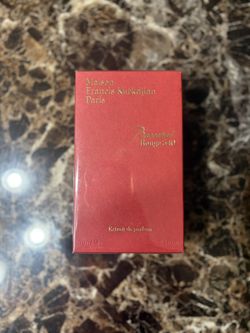 Maison
Francis Kurkdjian
Paris
Baccarat
Rouge 540
Extrait de parfum